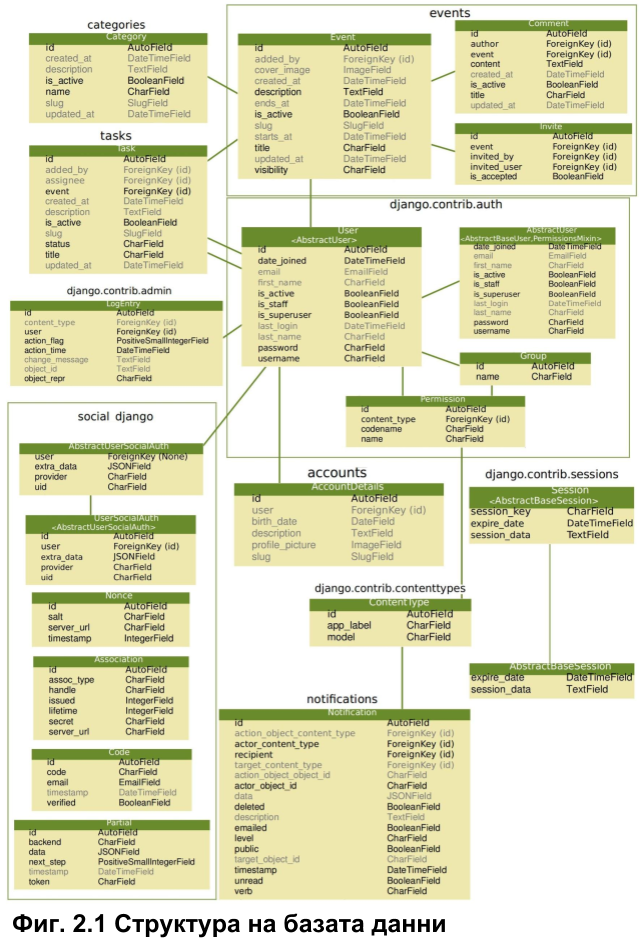 categories
Category
id AutoField
created_at DateTimeField
description TextField
is_active BooleanField
name CharField
slug SlugField
updated_at DateTimeField
tasks
Task
id AutoField
added_by ForeignKey (id)
assignee ForeignKey (id)
event ForeignKey (id)
created_at DateTimeField
description TextField
is_active BooleanField
slug SlugField
status CharField
title CharField
updated_at DateTimeField
events
Event
id AutoField
added_by ForeignKey (id)
cover_image ImageField
created_at DateTimeField
description TextField
ends_at DateTimeField
is_active BooleanField
slug SlugField
starts_at DateTimeField
title CharField
updated_at DateTimeField
visibility CharField
Comment
id AutoField
author ForeignKey (id)
event ForeignKey (id)
content TextField
created_at DateTimeField
is_active BooleanField
title CharField
updated_at DateTimeField
Invite
id AutoField
event ForeignKey (id)
invited_by ForeignKey (id)
invited_user ForeignKey (id)
is_accepted BooleanField
django.contrib.auth
User
<AbstractUser>
id AutoField
date_joined DateTimeField
email EmailField
first_name CharField
is_active BooleanField
is_staff BooleanField
is_superuser BooleanField
last_login DateTimeField
last_name CharField
password CharField
username CharField
AbstractUser
<AbstractBaseUser,PermissionsMixin>
date_joined DateTimeField
email EmailField
first_name CharField
is_active BooleanField
is_staff BooleanField
is_superuser BooleanField
last_login DateTimeField
last_name CharField
password CharField
username CharField
Group
id AutoField
name CharField
Permission
id AutoField
content_type ForeignKey (id)
codename CharField
name CharField
django.contrib.admin
LogEntry
id AutoField
content_type ForeignKey (id)
user ForeignKey (id)
action_flag PositiveSmallIntegerField
action_time DateTimeField
change_message TextField
object_id TextField
object_repr CharField
social django
AbstractUserSocialAuth
user ForeignKey (None)
extra_data JSONField
provider CharField
uid CharField
UserSocialAuth
<AbstractUserSocialAuth>
id AutoField
user ForeignKey (id)
extra_data JSONField
provider CharField
uid CharField
Nonce
id AutoField
salt CharField
server_url CharField
timestamp IntegerField
Association
id AutoField
assoc_type CharField
handle CharField
issued IntegerField
lifetime IntegerField
secret CharField
server_url CharField
Code
id AutoField
code CharField
email EmailField
timestamp DateTimeField
verified BooleanField
Partial
id AutoField
backend CharField
data JSONField
next_step PositiveSmallIntegerField
timestamp DateTimeField
token CharField
accounts
AccountDetails
id AutoField
user ForeignKey (id)
birth_date DateField
description TextField
profile_picture ImageField
slug SlugField
django.contrib.sessions
Session
<AbstractBaseSession>
session_key CharField
expire_date DateTimeField
session_data TextField
AbstractBaseSession
expire_date DateTimeField
session_data TextField
django.contrib.contenttypes
ContentType
id AutoField
app_label CharField
model CharField
notifications
Notification
id AutoField
action_object_content_type ForeignKey (id)
actor_content_type ForeignKey (id)
recipient ForeignKey (id)
target_content_type ForeignKey (id)
action_object_object_id CharField
actor_object_id CharField
data JSONField
deleted BooleanField
description TextField
emailed BooleanField
level CharField
public BooleanField
target_object_id CharField
timestamp DateTimeField
unread BooleanField
verb CharField
Фиг. 2.1 Структура на базата данни